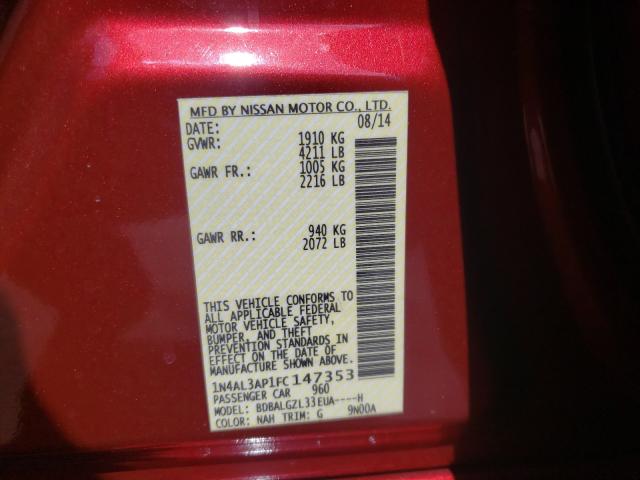 MFD BY NISSAN MOTOR CO., LTD.
DATE: 08/14
GVWR: 1910 KG
4211 LB
GAWR FR.: 1005 KG
2216 LB
GAWR RR.: 940 KG
2072 LB
THIS VEHICLE CONFORMS TO
ALL APPLICABLE FEDERAL
MOTOR VEHICLE SAFETY,
BUMPER, AND THEFT
PREVENTION STANDARDS IN
EFFECT ON THE DATE OF
MANUFACTURE SHOWN ABOVE.
1N4AL3AP1FC147353
PASSENGER CAR 960
MODEL: BDBALGZL33EUA----H
COLOR: NAH TRIM: G 9N00A